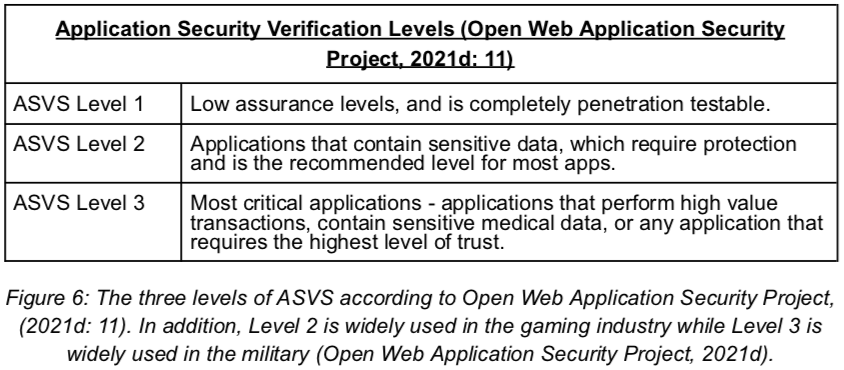 Application Security Verification Levels (Open Web Application Security
Project, 2021d: 11)
ASVS Level 1
Low assurance levels, and is completely penetration testable.
ASVS Level 2
Applications that contain sensitive data, which require protection
and is the recommended level for most apps.
ASVS Level 3
Most critical applications - applications that perform high value
transactions, contain sensitive medical data, or any application that
requires the highest level of trust.
Figure 6: The three levels of ASVS according to Open Web Application Security Project,
(2021d: 11). In addition, Level 2 is widely used in the gaming industry while Level 3 is
widely used in the military (Open Web Application Security Project, 2021d).